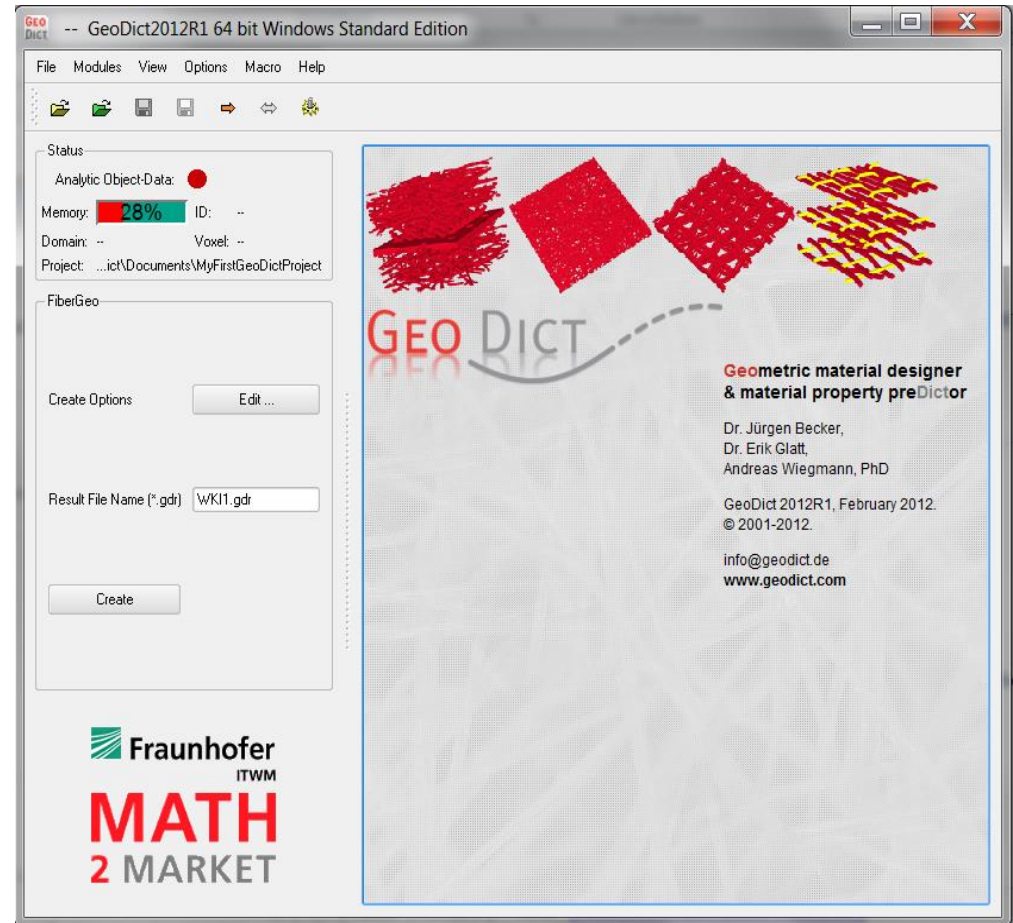 GEO DICT -- GeoDict2012R1 64 bit Windows Standard Edition
File Modules View Options Macro Help
Status
Analytic Object-Data:
Memory: 28% ID: --
Domain: -- Voxel: --
Project: ...ict\Documents\MyFirstGeoDictProject
FiberGeo
Create Options Edit ...
Result File Name (*.gdr) WKI1.gdr
Create
Fraunhofer
ITWM
MATH
2 MARKET
GEO DICT
Geometric material designer
& material property preDictor
Dr. Jürgen Becker,
Dr. Erik Glatt,
Andreas Wiegmann, PhD
GeoDict 2012R1, February 2012.
© 2001-2012.
info@geodict.de
www.geodict.com